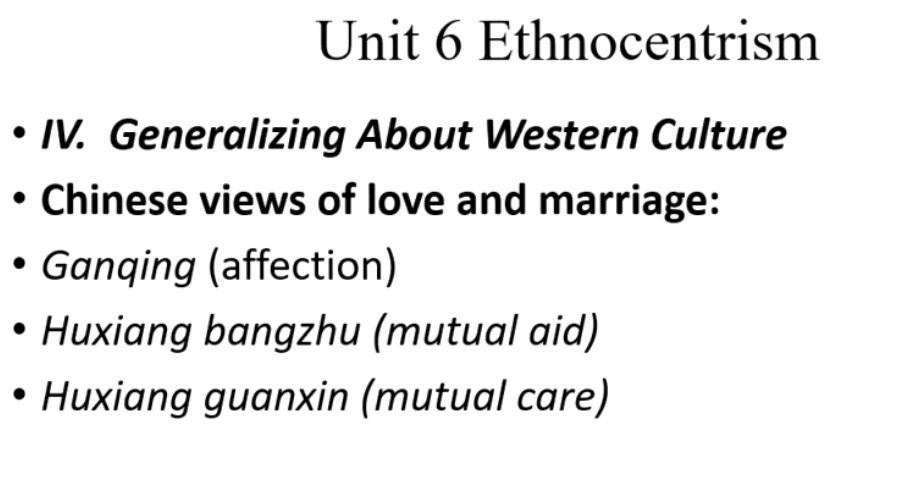 Unit 6 Ethnocentrism
• IV. Generalizing About Western Culture
• Chinese views of love and marriage:
• Ganqing (affection)
• Huxiang bangzhu (mutual aid)
• Huxiang guanxin (mutual care)